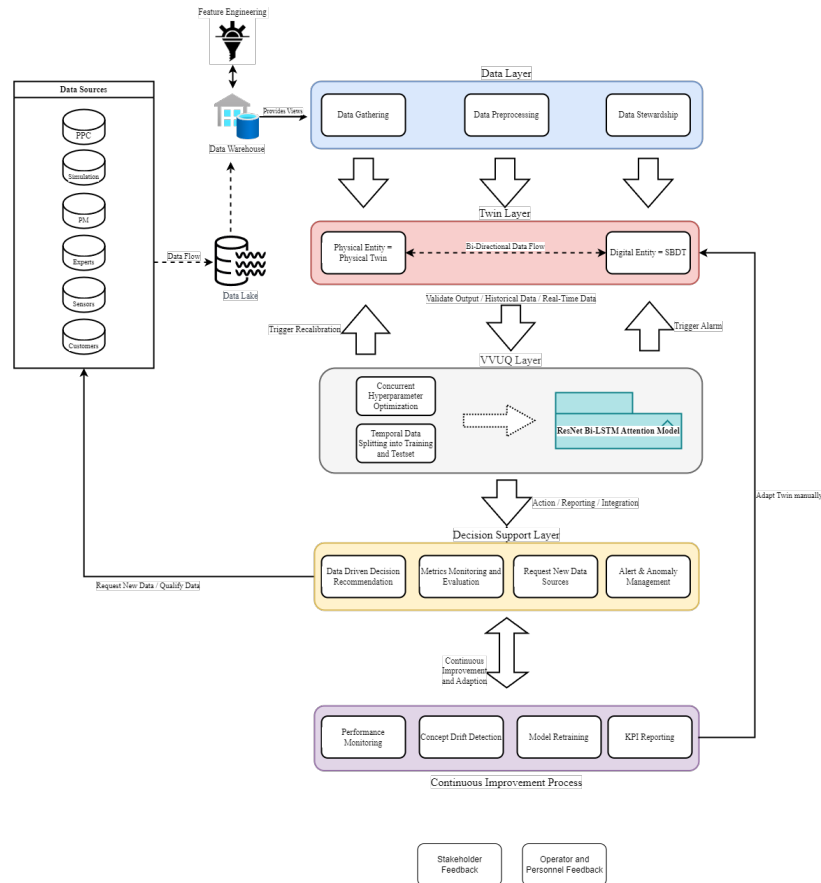 Feature Engineering
Data Sources
PPC
Simulation
PM
Experts
Sensors
Customers
Data Flow
Data Lake
Data Warehouse
Provides Views
Data Layer
Data Gathering
Data Preprocessing
Data Stewardship
Twin Layer
Physical Entity =
Physical Twin
Bi-Directional Data Flow
Digital Entity = SBDT
Validate Output / Historical Data / Real-Time Data
Trigger Recalibration
Trigger Alarm
VVUQ Layer
Concurrent
Hyperparameter
Optimization
Temporal Data
Splitting into Training
and Testset
ResNet Bi-LSTM Attention Model
Action / Reporting / Integration
Adapt Twin manually
Decision Support Layer
Data Driven Decision
Recommendation
Metrics Monitoring and
Evaluation
Request New Data
Sources
Alert & Anomaly
Management
Request New Data / Qualify Data
Continuous
Improvement
and Adaption
Performance
Monitoring
Concept Drift Detection
Model Retraining
KPI Reporting
Continuous Improvement Process
Stakeholder
Feedback
Operator and
Personnel Feedback